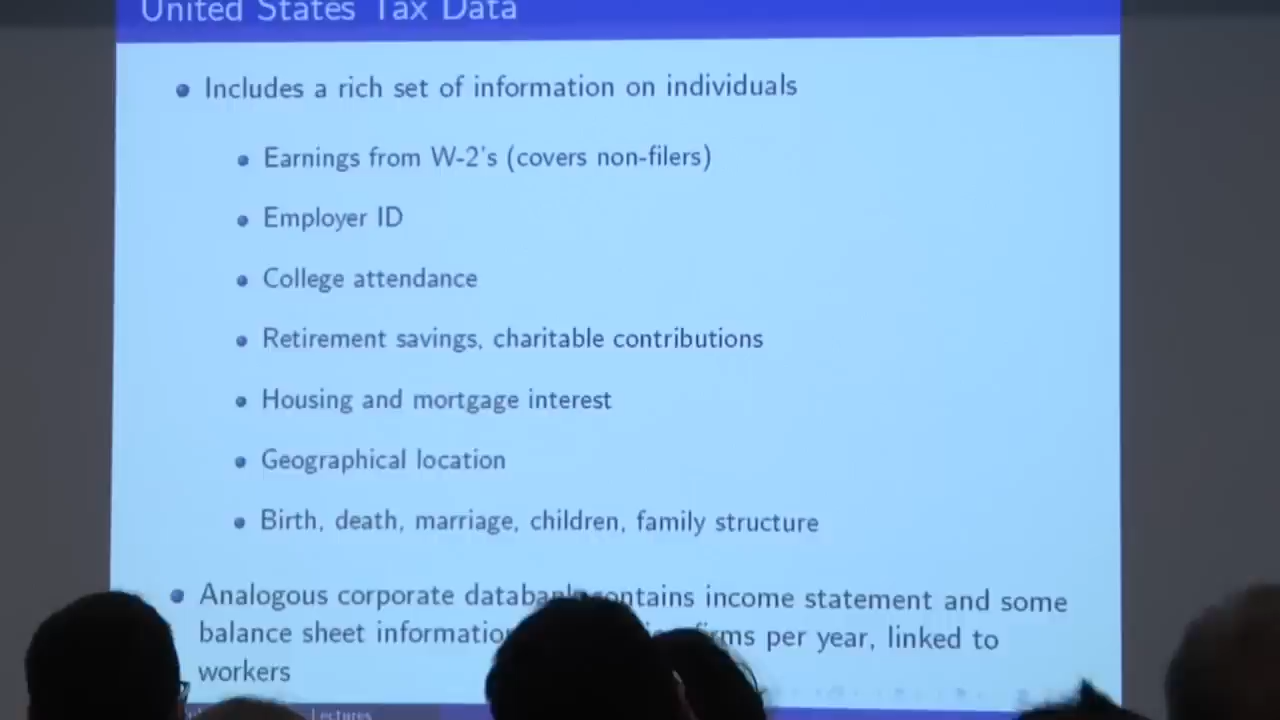 United States Tax Data
Includes a rich set of information on individuals
Earnings from W-2's (covers non-filers)
Employer ID
College attendance
Retirement savings, charitable contributions
Housing and mortgage interest
Geographical location
Birth, death, marriage, children, family structure
Analogous corporate databank contains income statement and some
balance sheet information firms per year, linked to
workers
Lectures